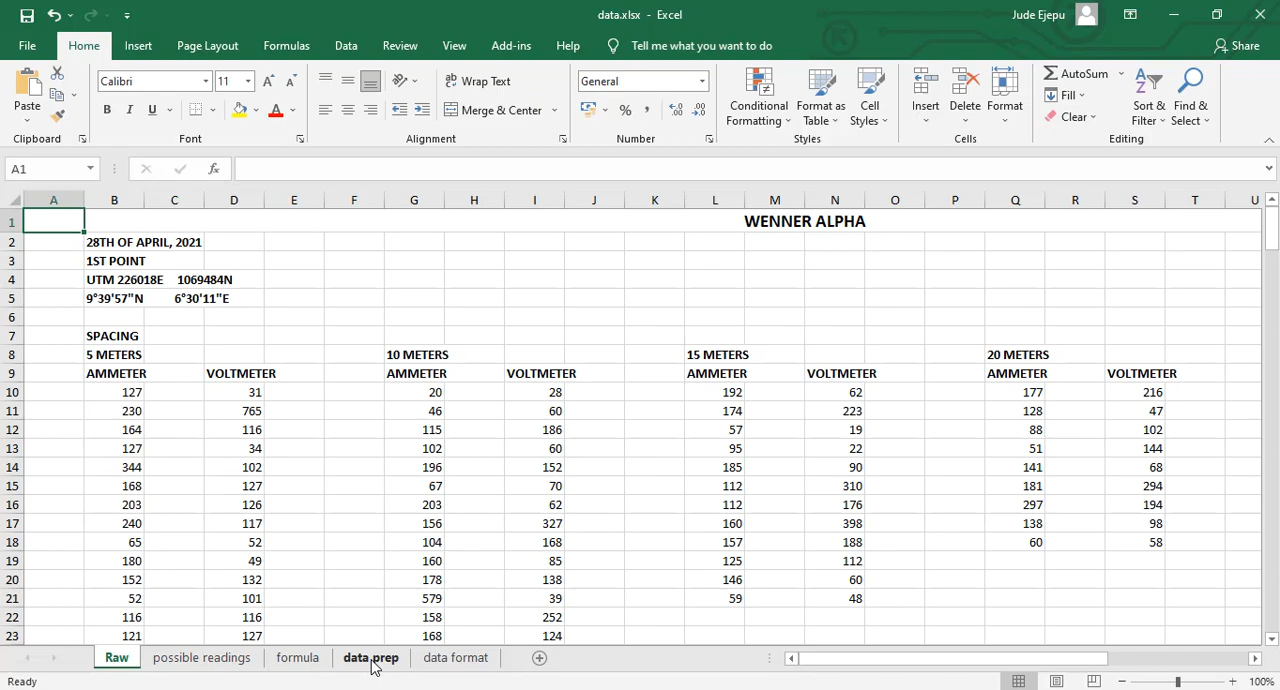 data.xlsx - Excel
Jude Ejepu
File Home Insert Page Layout Formulas Data Review View Add-ins Help Tell me what you want to do Share
Paste
Clipboard
Calibri 11
B I U
A
Font
Wrap Text
Merge & Center
Alignment
General
%
Number
Conditional Formatting
Format as Table
Cell Styles
Styles
Insert Delete Format
Cells
AutoSum
Fill
Clear
Sort & Filter
Find & Select
Editing
A1
fx
A B C D E F G H I J K L M N O P Q R S T U
1 WENNER ALPHA
2 28TH OF APRIL, 2021
3 1ST POINT
4 UTM 226018E 1069484N
5 9°39'57"N 6°30'11"E
6
7 SPACING
8 5 METERS 10 METERS 15 METERS 20 METERS
9 AMMETER VOLTMETER AMMETER VOLTMETER AMMETER VOLTMETER AMMETER VOLTMETER
10 127 31 20 28 192 62 177 216
11 230 765 46 60 174 223 128 47
12 164 116 115 186 57 19 88 102
13 127 34 102 60 95 22 51 144
14 344 102 196 152 185 90 141 68
15 168 127 67 70 112 310 181 294
16 203 126 203 62 112 176 297 194
17 240 117 156 327 160 398 138 98
18 65 52 104 168 157 188 60 58
19 180 49 160 85 125 112
20 152 132 178 138 146 60
21 52 101 579 39 59 48
22 116 116 158 252
23 121 127 168 124
Raw possible readings formula data prep data format
Ready
100%